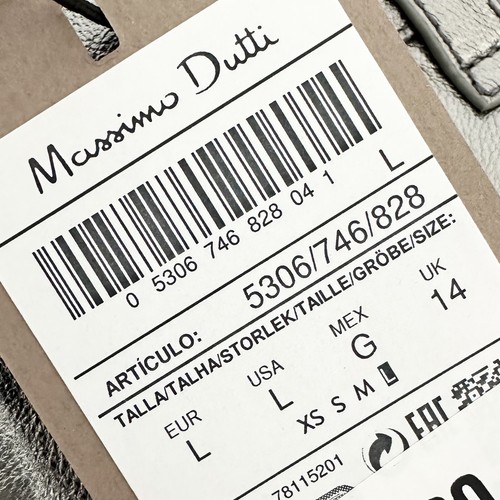 Massimo Dutti
0 5306 746 828 04 1 L
ARTÍCULO: 5306/746/828
TALLA/TALHA/STORLEK/TAILLE/GRÖBE/SIZE:
EUR USA MEX UK
L L G 14
XS S M L
78115201 EAC